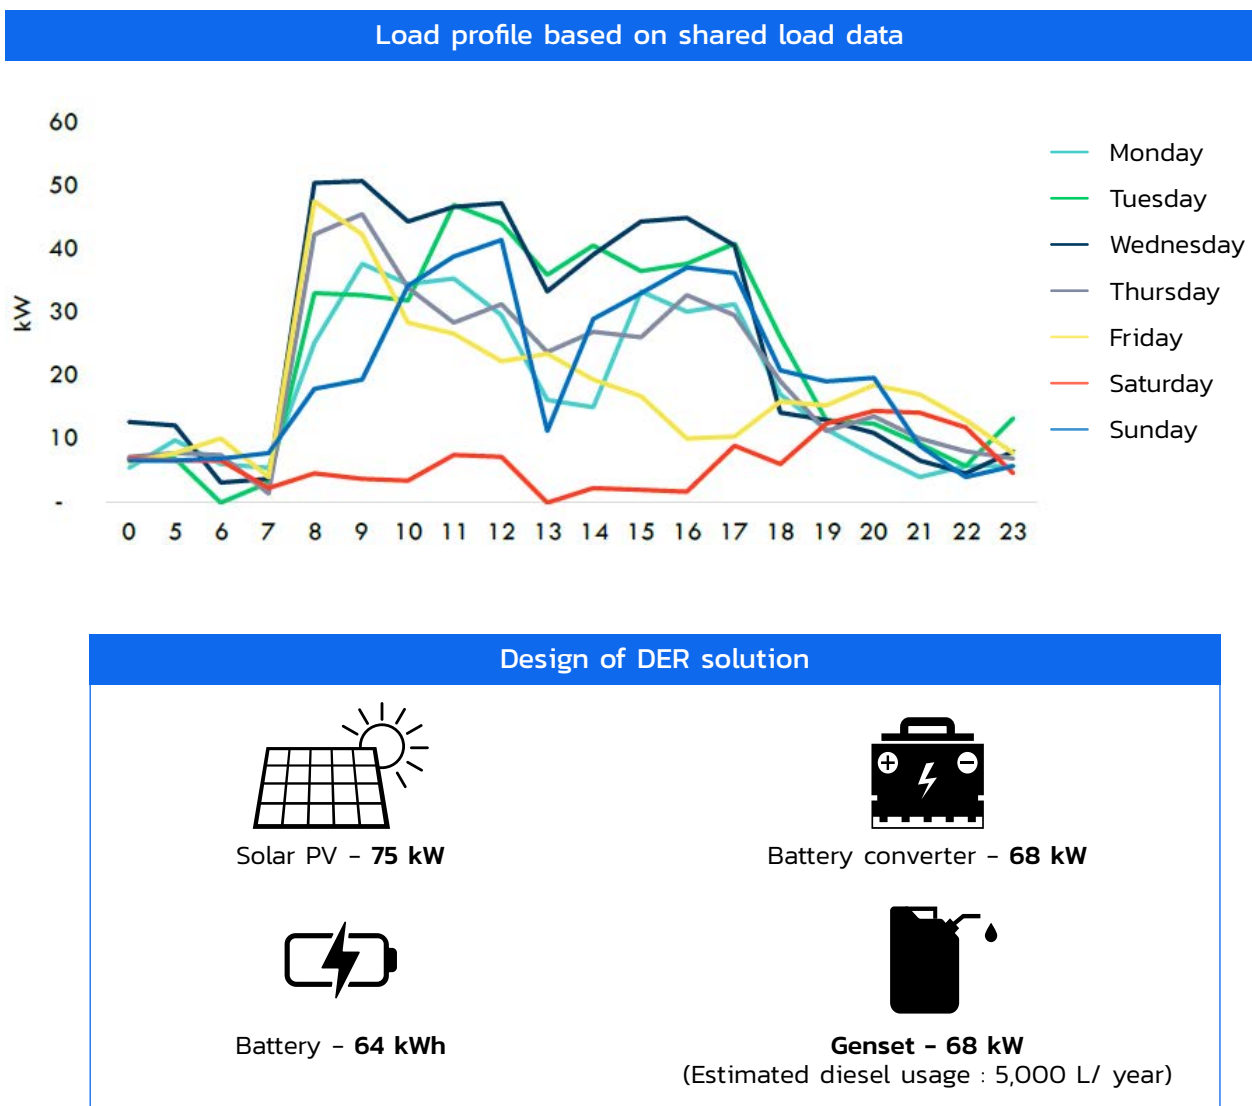 Load profile based on shared load data
60
50
40
30
20
10
-
kW
0 5 6 7 8 9 10 11 12 13 14 15 16 17 18 19 20 21 22 23
Monday
Tuesday
Wednesday
Thursday
Friday
Saturday
Sunday
Design of DER solution
Solar PV - 75 kW
Battery converter - 68 kW
Battery - 64 kWh
Genset - 68 kW
(Estimated diesel usage : 5,000 L/ year)